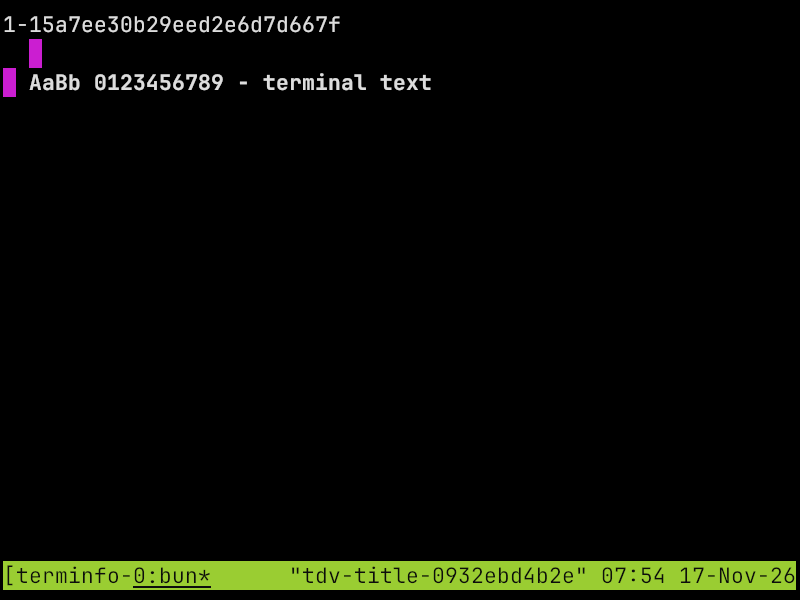 1-15a7ee30b29eed2e6d7d667f
AaBb 0123456789 - terminal text
[terminfo-0:bun*      "tdv-title-0932ebd4b2e" 07:54 17-Nov-26